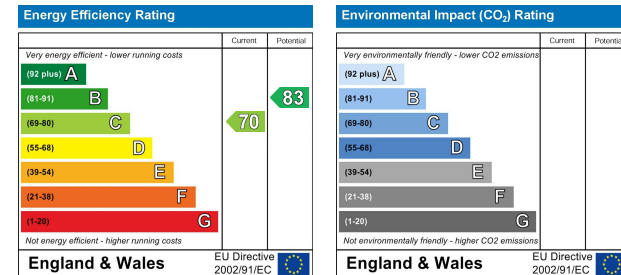 Energy Efficiency Rating
Current Potential
Very energy efficient - lower running costs
(92 plus) A
(81-91) B
(69-80) C
(55-68) D
(39-54) E
(21-38) F
(1-20) G
83
70
Not energy efficient - higher running costs
England & Wales
EU Directive
2002/91/EC
Environmental Impact (CO₂) Rating
Current Potentia
Very environmentally friendly - lower CO2 emissions
(92 plus) A
(81-91) B
(69-80) C
(55-68) D
(39-54) E
(21-38) F
(1-20) G
Not environmentally friendly - higher CO2 emissions
England & Wales
EU Directive
2002/91/EC